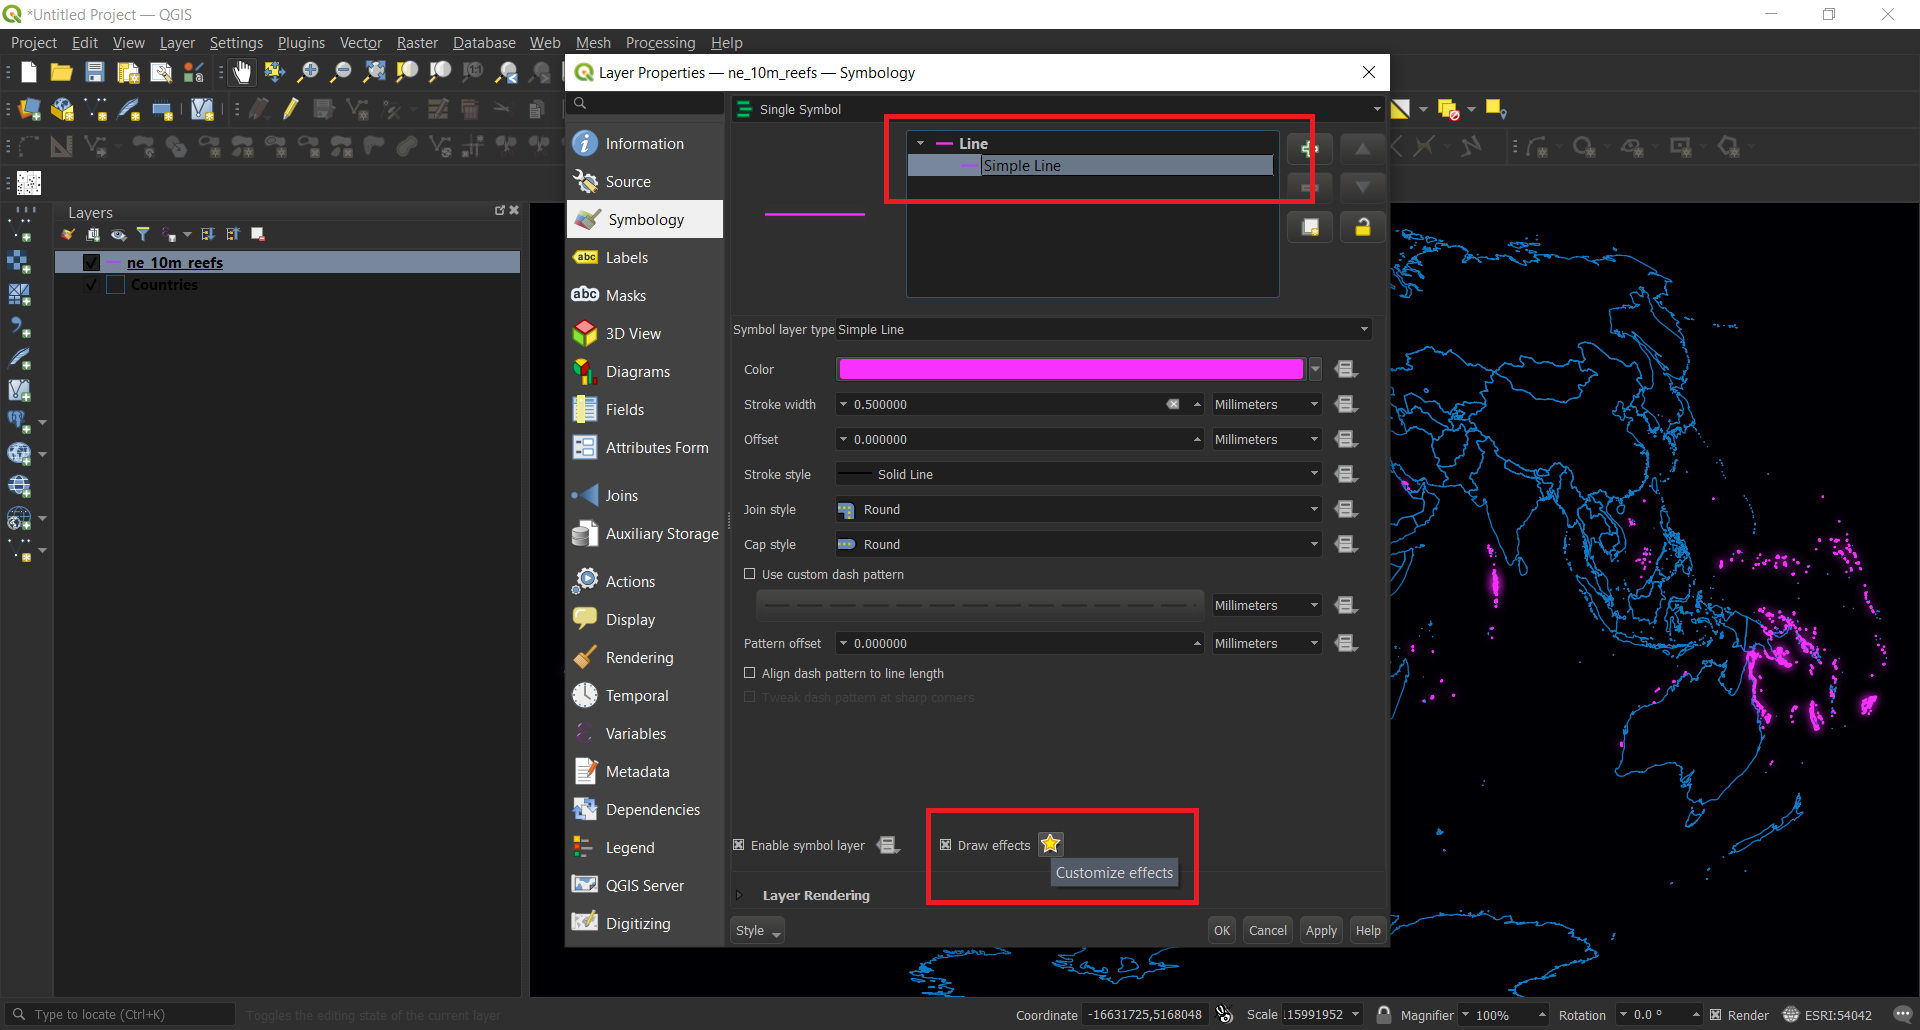 *Untitled Project — QGIS
Project Edit View Layer Settings Plugins Vector Raster Database Web Mesh Processing Help
Layer Properties — ne_10m_reefs — Symbology
Single Symbol
Information
Source
Symbology
Labels
Masks
3D View
Diagrams
Fields
Attributes Form
Joins
Auxiliary Storage
Actions
Display
Rendering
Temporal
Variables
Metadata
Dependencies
Legend
QGIS Server
Digitizing
Line
Simple Line
Symbol layer type Simple Line
Color
Stroke width 0.500000 Millimeters
Offset 0.000000 Millimeters
Stroke style Solid Line
Join style Round
Cap style Round
Use custom dash pattern
Millimeters
Pattern offset 0.000000 Millimeters
Align dash pattern to line length
Tweak dash pattern at sharp corners
Enable symbol layer Draw effects
Customize effects
Layer Rendering
Style OK Cancel Apply Help
Layers
ne_10m_reefs
Countries
abc
abc
Type to locate (Ctrl+K) Toggles the editing state of the current layer Coordinate -16631725,5168048 Scale 115991952 Magnifier 100% Rotation 0.0 ° Render ESRI:54042